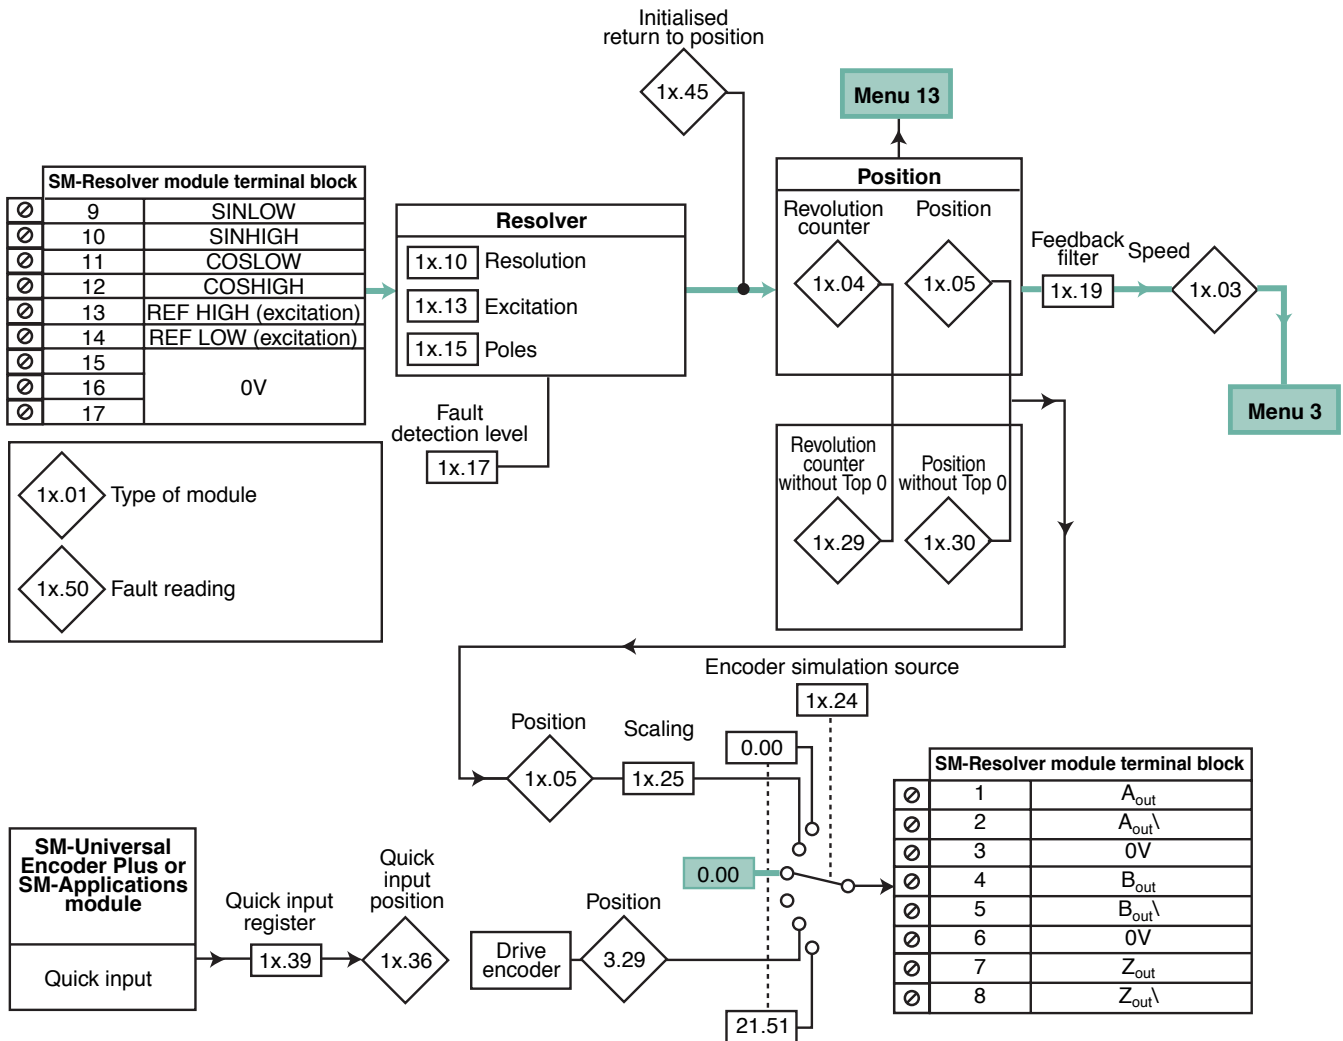 Initialised
return to position
1x.45
Menu 13
SM-Resolver module terminal block
9 SINLOW
10 SINHIGH
11 COSLOW
12 COSHIGH
13 REF HIGH (excitation)
14 REF LOW (excitation)
15
16 0V
17
Resolver
1x.10 Resolution
1x.13 Excitation
1x.15 Poles
Fault
detection level
1x.17
Position
Revolution
counter
Position
1x.04
1x.05
Feedback
filter
1x.19
Speed
1x.03
Menu 3
Revolution
counter
without Top 0
Position
without Top 0
1x.29
1x.30
1x.01 Type of module
1x.50 Fault reading
Encoder simulation source
1x.24
Position
1x.05
Scaling
1x.25
0.00
0.00
21.51
SM-Universal
Encoder Plus or
SM-Applications
module
Quick input
Quick input
register
1x.39
Quick
input
position
1x.36
Drive
encoder
Position
3.29
SM-Resolver module terminal block
1 Aout
2 Aout\
3 0V
4 Bout
5 Bout\
6 0V
7 Zout
8 Zout\